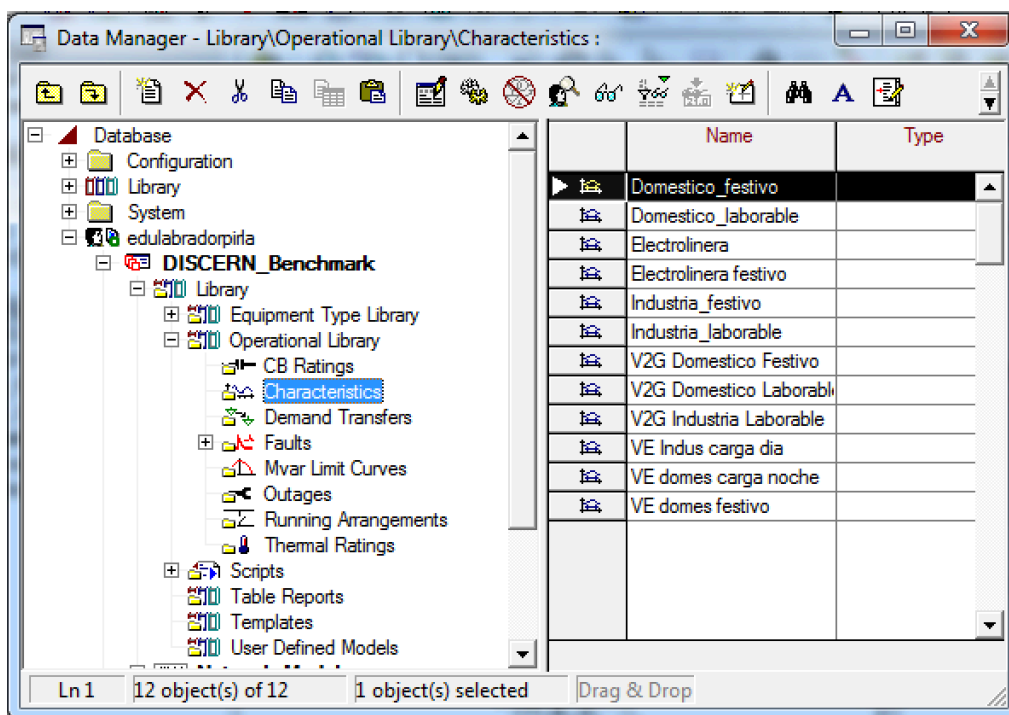 Data Manager - Library\Operational Library\Characteristics :
Database
Configuration
Library
System
edulabradorpirla
DISCERN_Benchmark
Library
Equipment Type Library
Operational Library
CB Ratings
Characteristics
Demand Transfers
Faults
Mvar Limit Curves
Outages
Running Arrangements
Thermal Ratings
Scripts
Table Reports
Templates
User Defined Models
Name Type
Domestico_festivo
Domestico_laborable
Electrolinera
Electrolinera festivo
Industria_festivo
Industria_laborable
V2G Domestico Festivo
V2G Domestico Laborabl
V2G Industria Laborable
VE Indus carga dia
VE domes carga noche
VE domes festivo
Ln 1 12 object(s) of 12 1 object(s) selected Drag & Drop